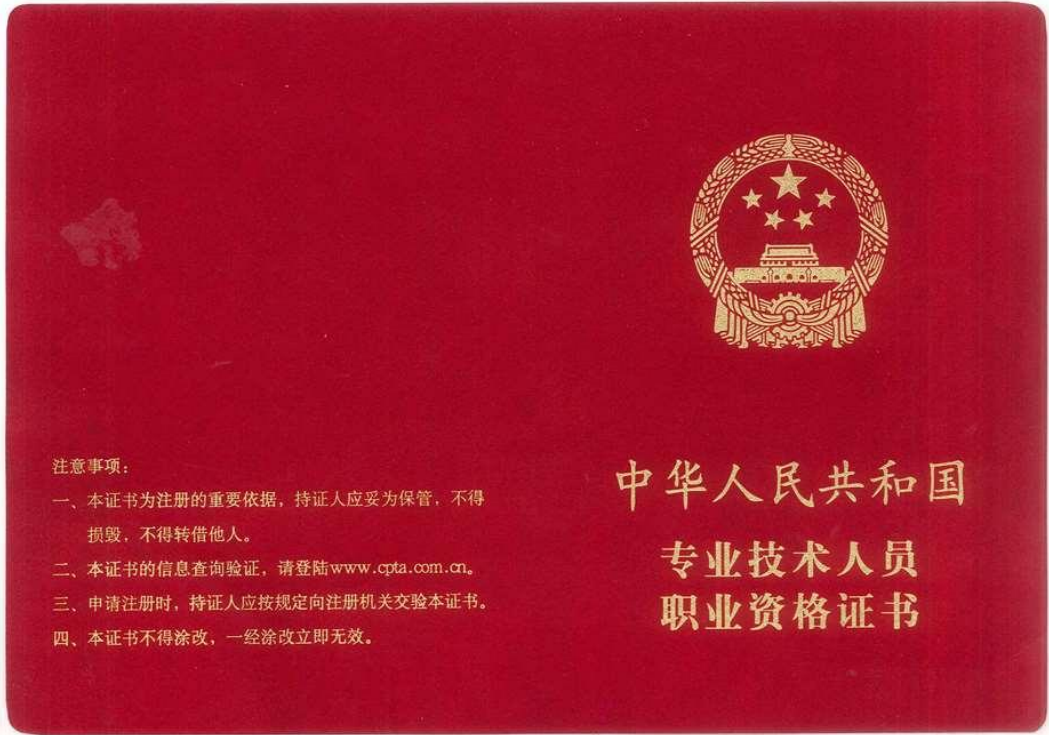 注意事项：
一、本证书为注册的重要依据，持证人应妥为保管，不得
损毁，不得转借他人。
二、本证书的信息查询验证，请登陆www.cpta.com.cn。
三、申请注册时，持证人应按规定向注册机关交验本证书。
四、本证书不得涂改，一经涂改立即无效。
中华人民共和国
专业技术人员
职业资格证书